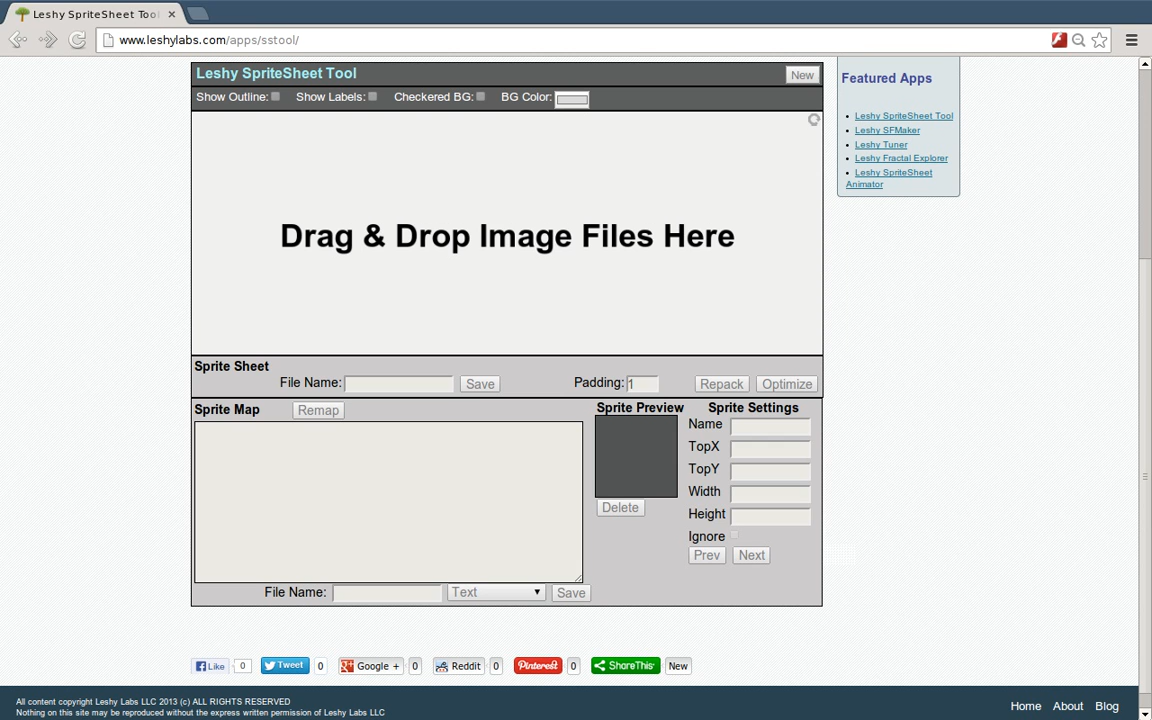 Leshy SpriteSheet Too
www.leshylabs.com/apps/sstool/
Leshy SpriteSheet Tool
New
Show Outline: Show Labels: Checkered BG: BG Color:
Drag & Drop Image Files Here
Sprite Sheet
File Name: Save Padding: 1 Repack Optimize
Sprite Map Remap
Sprite Preview
Delete
Sprite Settings
Name
TopX
TopY
Width
Height
Ignore
Prev Next
File Name: Text Save
Featured Apps
• Leshy SpriteSheet Tool
• Leshy SFMaker
• Leshy Tuner
• Leshy Fractal Explorer
• Leshy SpriteSheet
Animator
Like 0 Tweet 0 Google + 0 Reddit 0 Pinterest 0 ShareThis New
All content copyright Leshy Labs LLC 2013 (c) ALL RIGHTS RESERVED
Nothing on this site may be reproduced without the express written permission of Leshy Labs LLC
Home About Blog